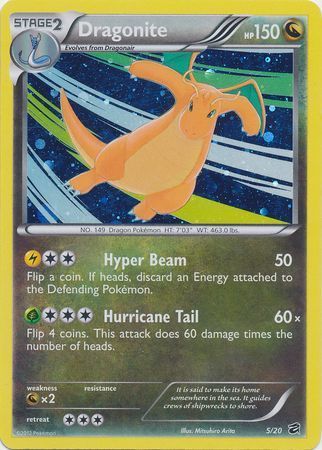 STAGE2
Dragonite
HP150
Evolves from Dragonair
NO. 149 Dragon Pokémon HT: 7'03" WT: 463.0 lbs.
Hyper Beam 50
Flip a coin. If heads, discard an Energy attached to
the Defending Pokémon.
Hurricane Tail 60×
Flip 4 coins. This attack does 60 damage times the
number of heads.
weakness resistance
×2
It is said to make its home
somewhere in the sea. It guides
crews of shipwrecks to shore.
retreat
©2013 Pokémon
Illus. Mitsuhiro Arita
5/20